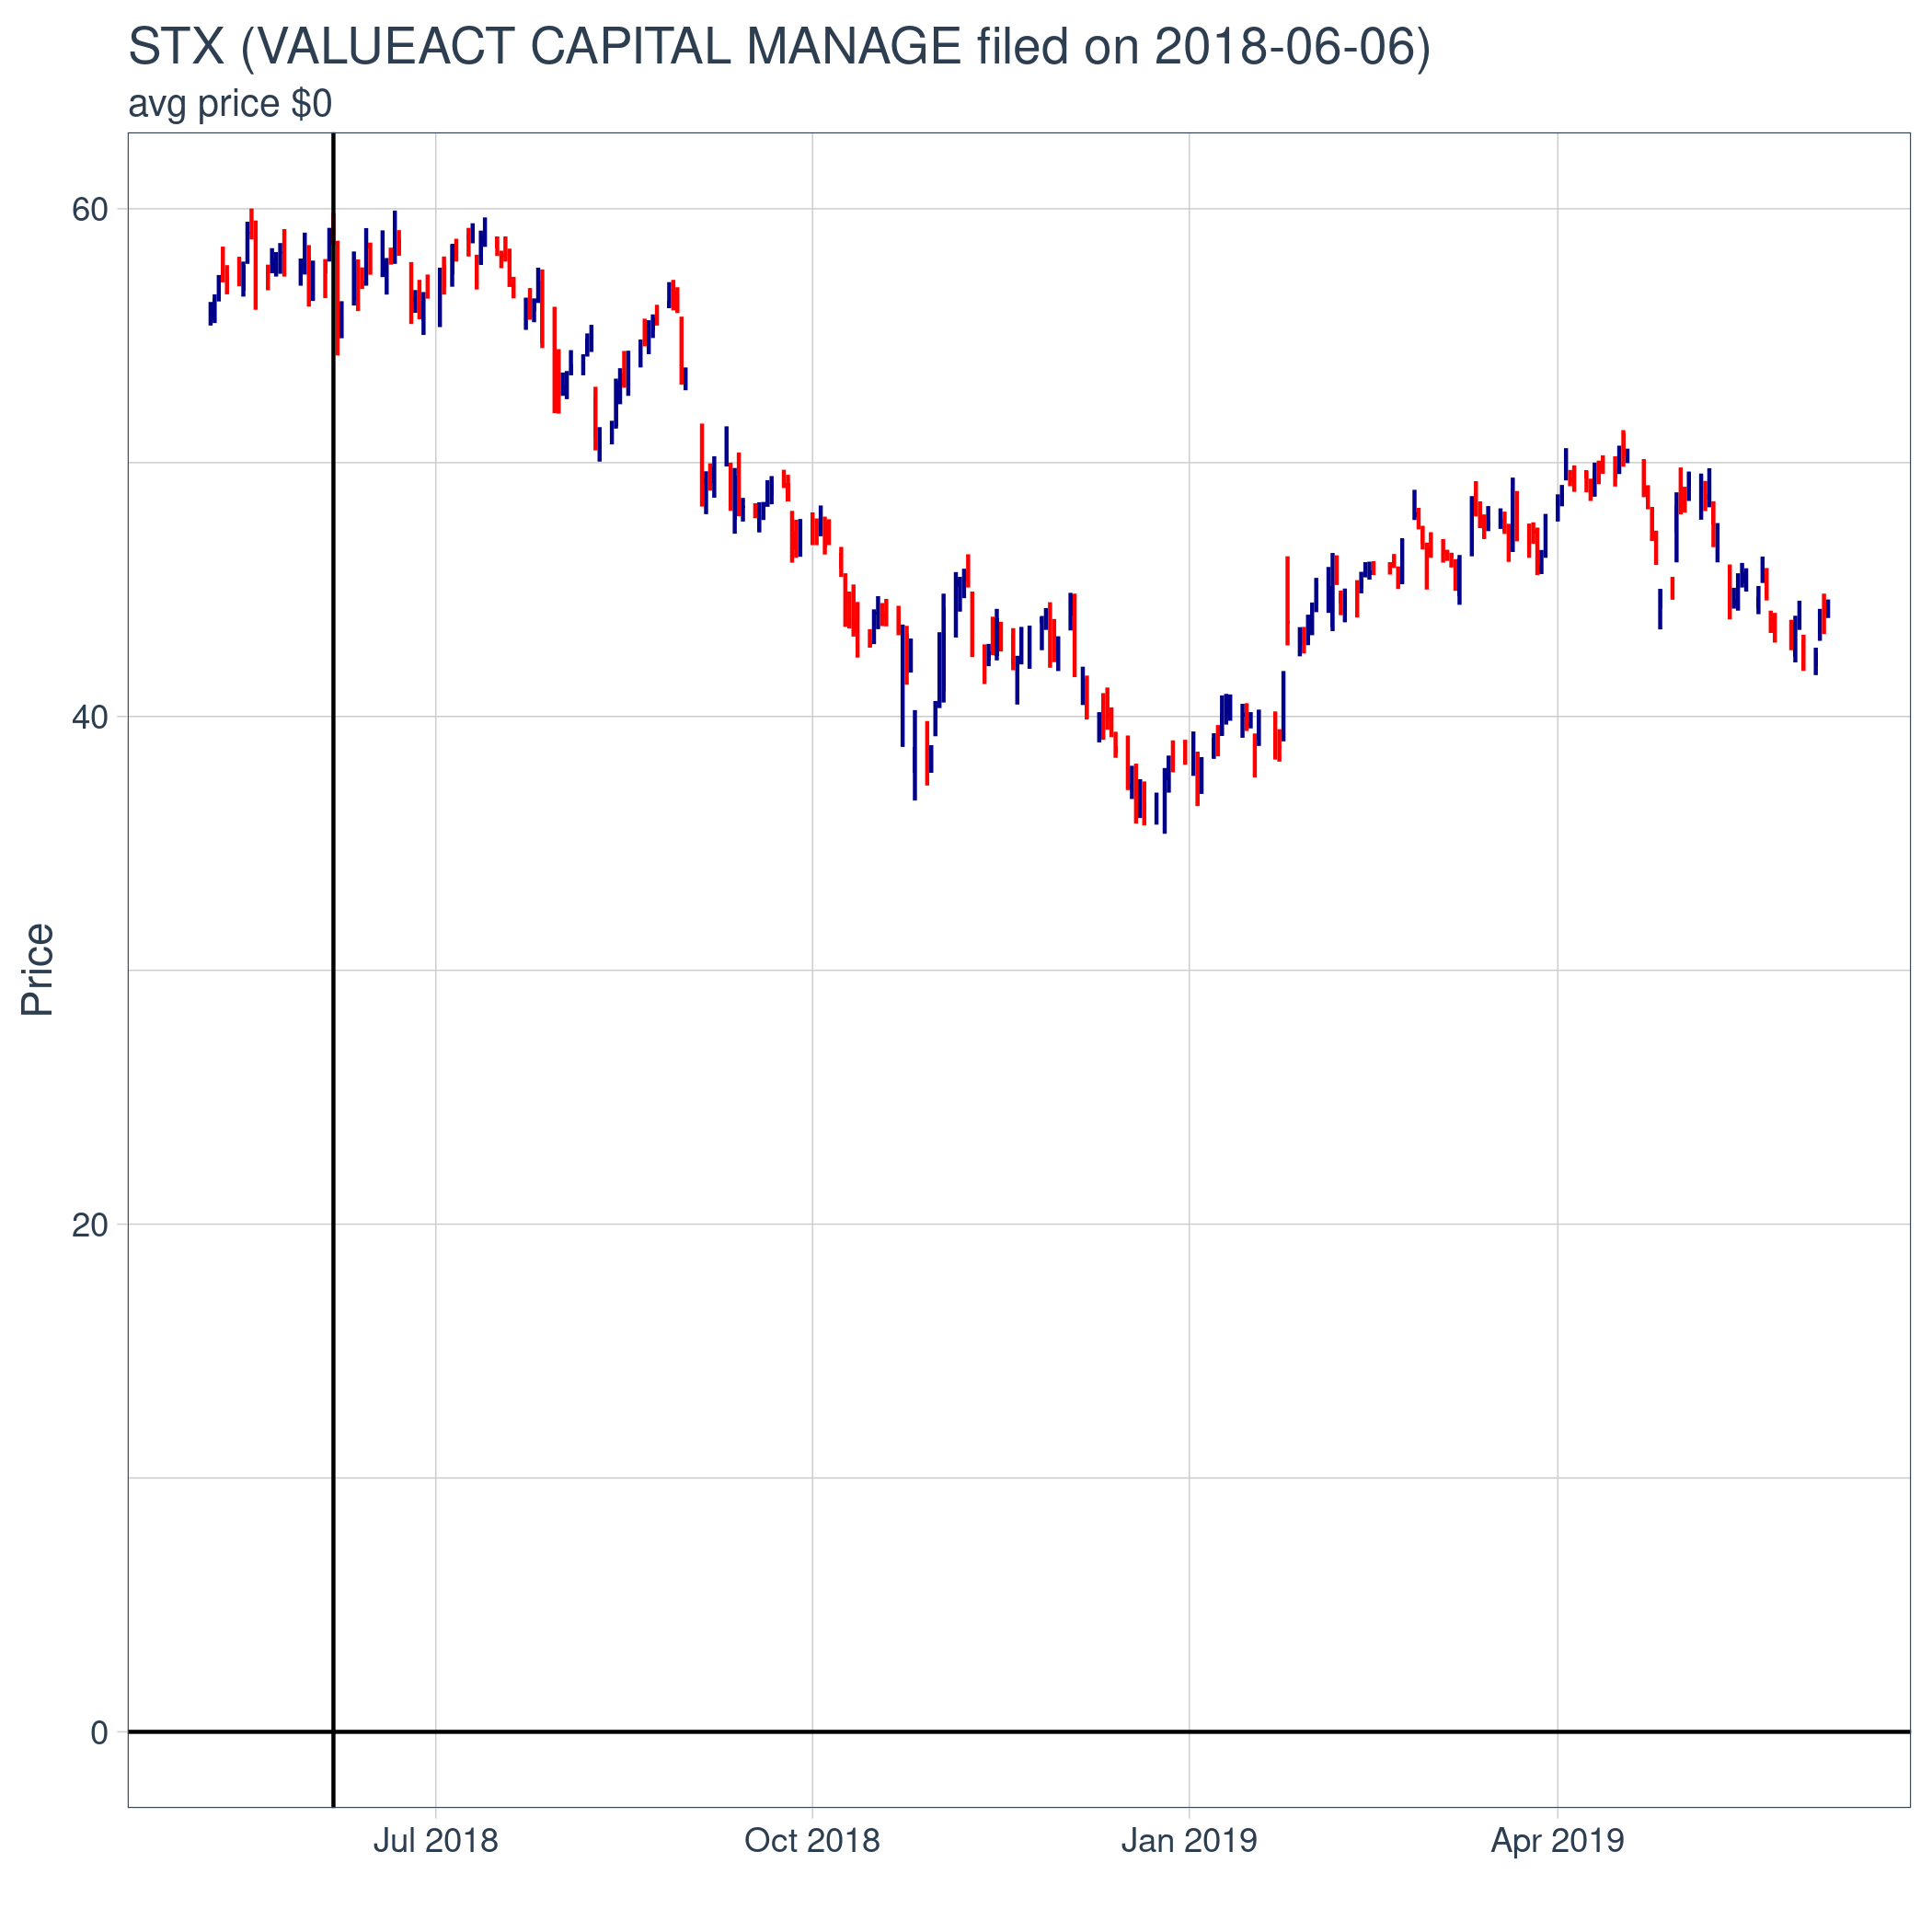 STX (VALUEACT CAPITAL MANAGE filed on 2018-06-06)
avg price $0
60
40
20
0
Price
Jul 2018
Oct 2018
Jan 2019
Apr 2019